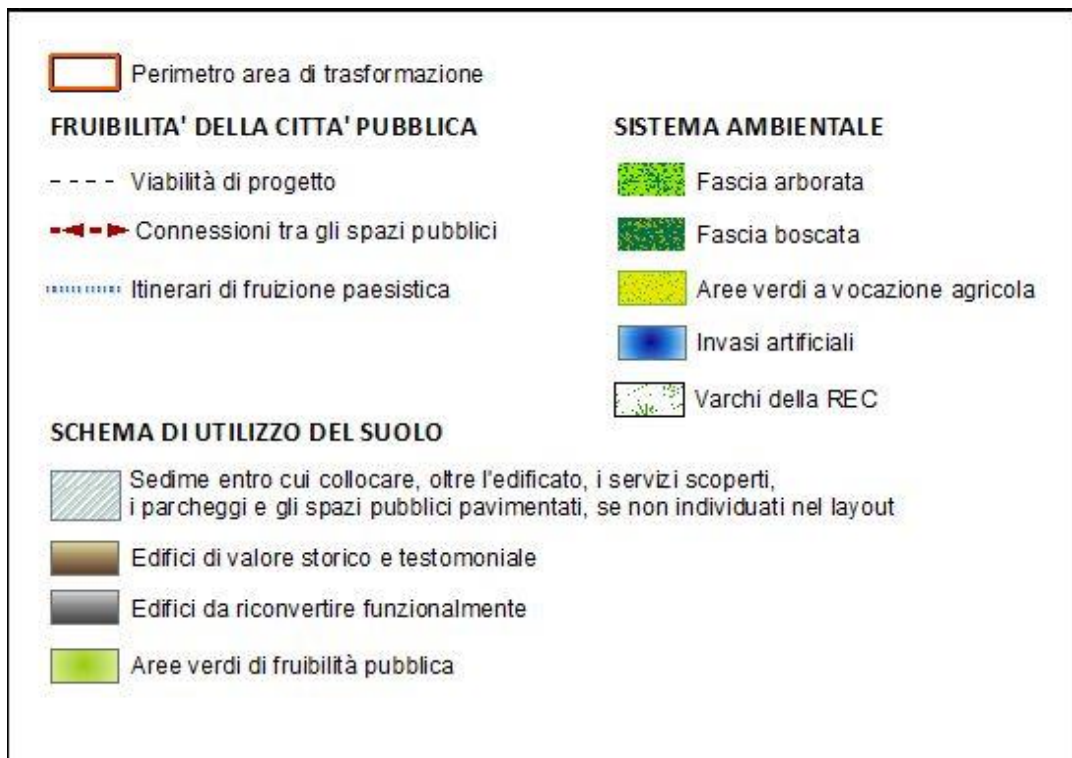 Perimetro area di trasformazione
FRUIBILITA' DELLA CITTA' PUBBLICA
Viabilità di progetto
Connessioni tra gli spazi pubblici
Itinerari di fruizione paesistica
SISTEMA AMBIENTALE
Fascia arborata
Fascia boscata
Aree verdi a vocazione agricola
Invasi artificiali
Varchi della REC
SCHEMA DI UTILIZZO DEL SUOLO
Sedime entro cui collocare, oltre l'edificato, i servizi scoperti,
i parcheggi e gli spazi pubblici pavimentati, se non individuati nel layout
Edifici di valore storico e testomoniale
Edifici da riconvertire funzionalmente
Aree verdi di fruibilità pubblica